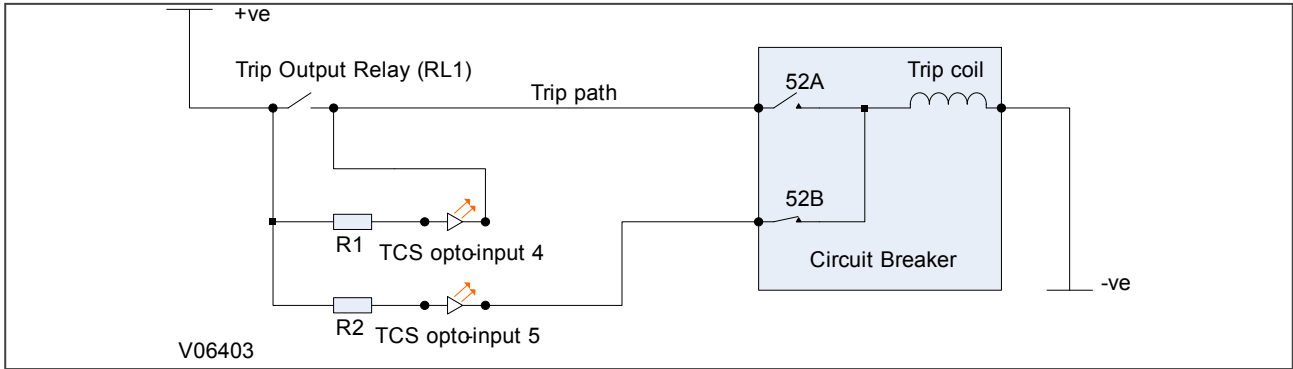 +ve
Trip Output Relay (RL1)
Trip path
52A
Trip coil
52B
R1
TCS opto-input 4
Circuit Breaker
-ve
R2
TCS opto-input 5
V06403